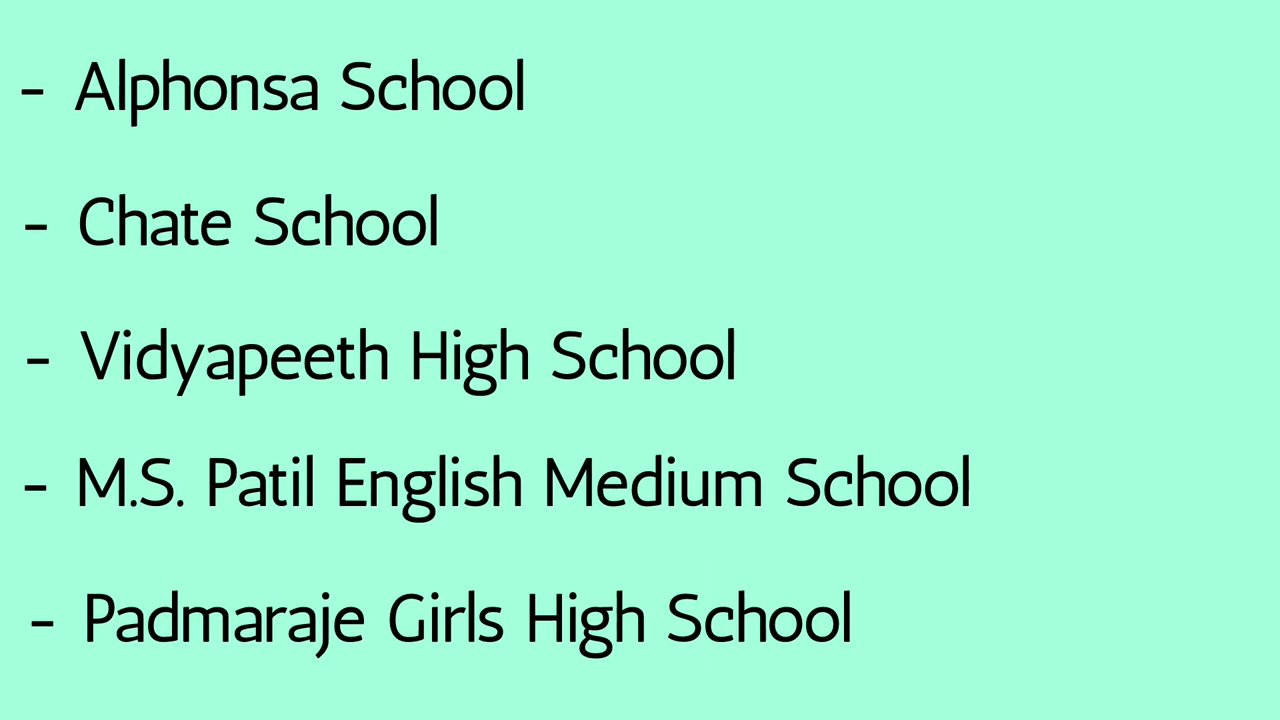 - Alphonsa School
- Chate School
- Vidyapeeth High School
- M.S. Patil English Medium School
- Padmaraje Girls High School